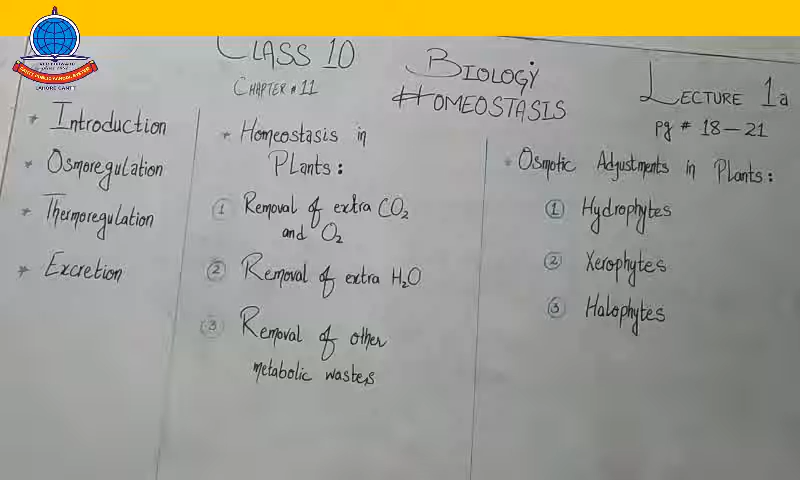 CLASS 10
CHAPTER # 11
BIOLOGY
HOMEOSTASIS
LECTURE 1a
pg # 18 – 21
* Introduction
* Osmoregulation
* Thermoregulation
* Excretion
* Homeostasis in
Plants:
① Removal of extra CO₂
and O₂
② Removal of extra H₂O
③ Removal of other
metabolic wastes
* Osmotic Adjustments in Plants:
① Hydrophytes
② Xerophytes
③ Halophytes
LAHORE CANTT